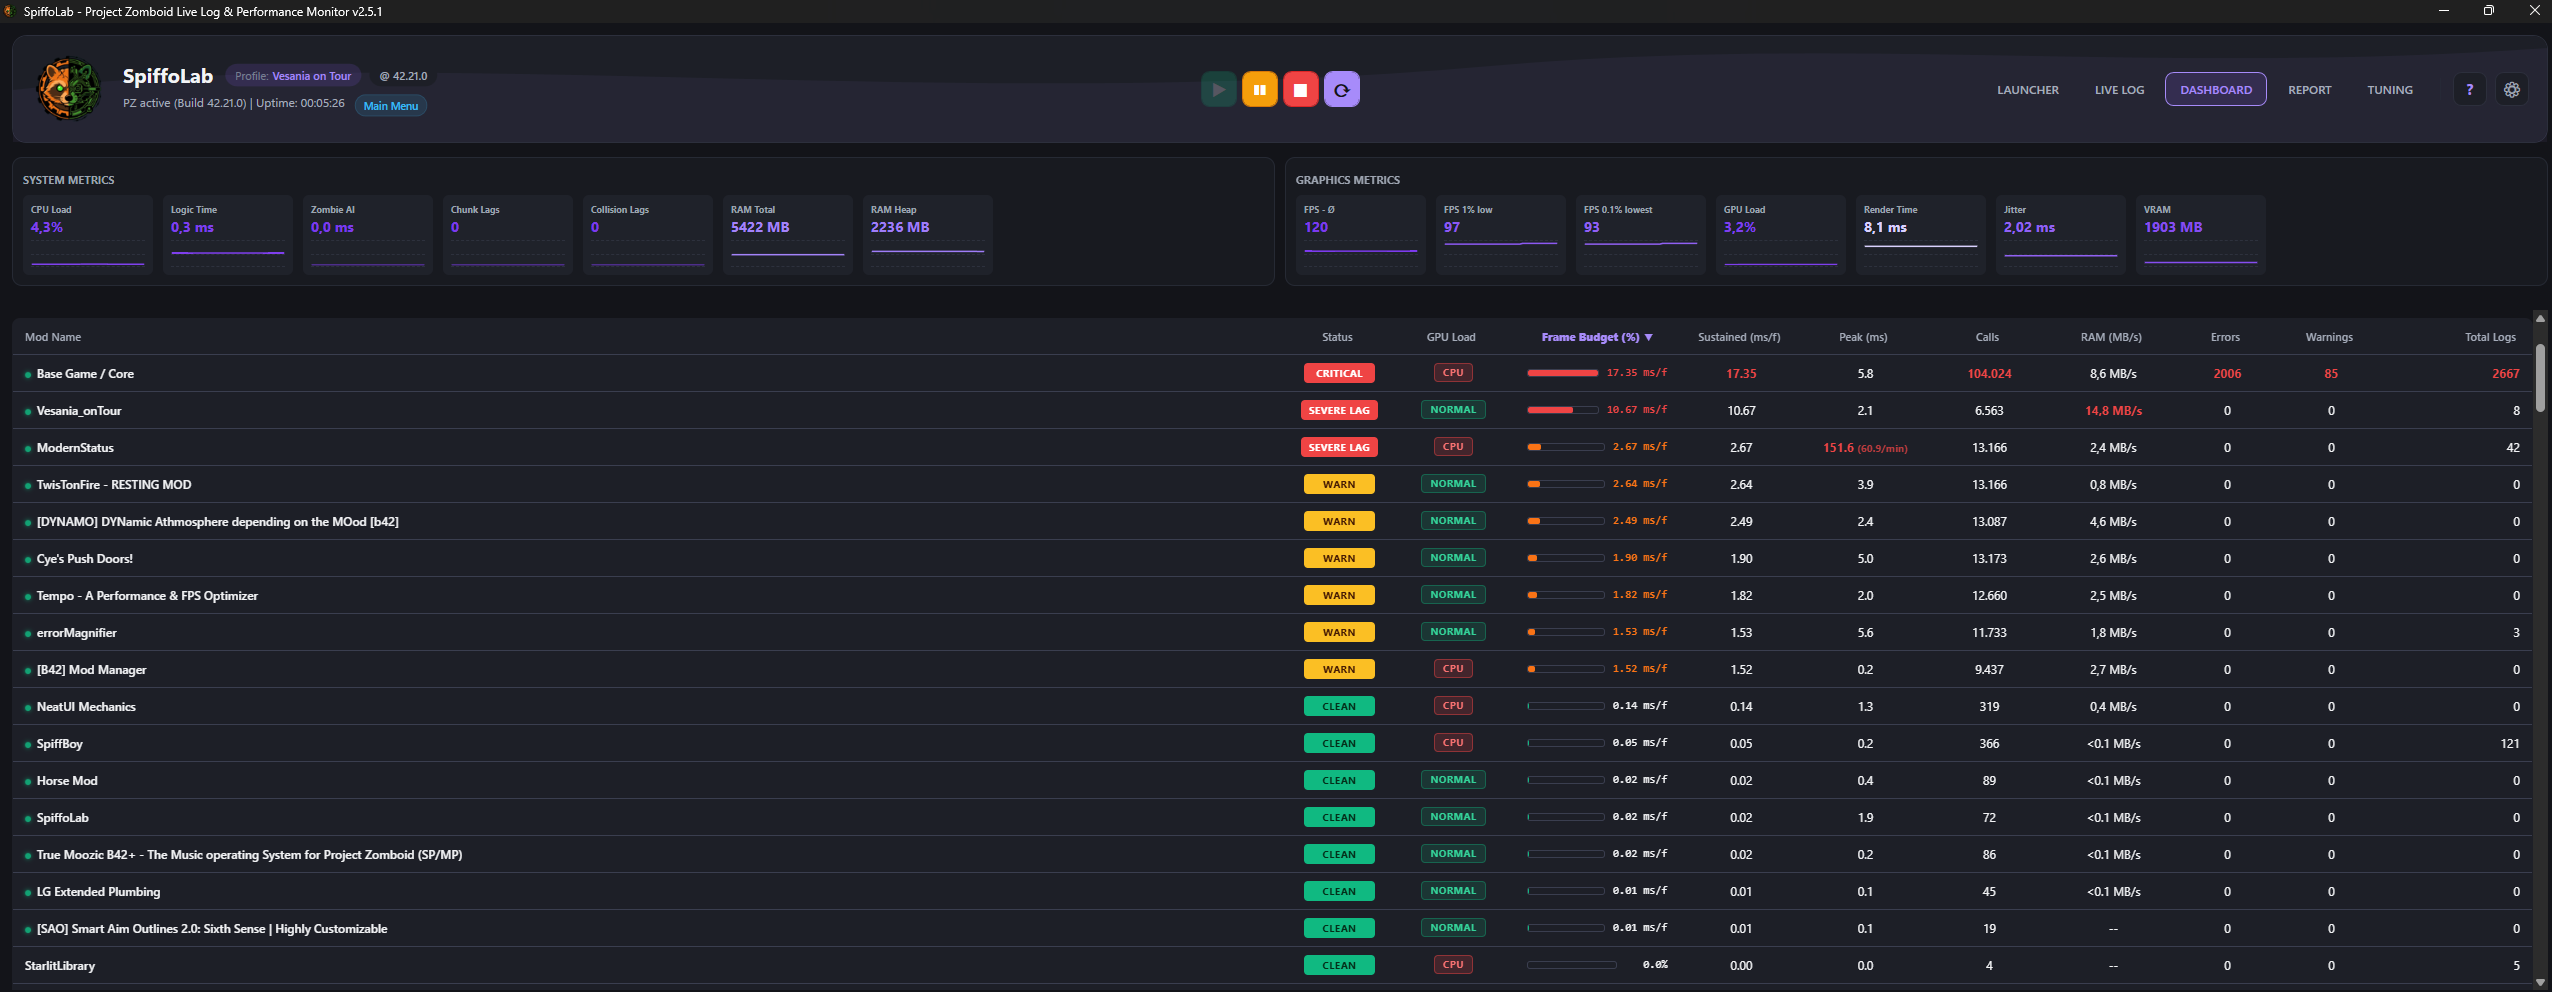 SpiffoLab - Project Zomboid Live Log & Performance Monitor v2.5.1
SpiffoLab Profile: Vesania on Tour @ 42.21.0
PZ active (Build 42.21.0) | Uptime: 00:05:26 Main Menu
LAUNCHER LIVE LOG DASHBOARD REPORT TUNING ?
SYSTEM METRICS
CPU Load Logic Time Zombie AI Chunk Lags Collision Lags RAM Total RAM Heap
4,3% 0,3 ms 0,0 ms 0 0 5422 MB 2236 MB
GRAPHICS METRICS
FPS - Ø FPS 1% low FPS 0.1% lowest GPU Load Render Time Jitter VRAM
120 97 93 3,2% 8,1 ms 2,02 ms 1903 MB
Mod Name Status GPU Load Frame Budget (%) ▼ Sustained (ms/f) Peak (ms) Calls RAM (MB/s) Errors Warnings Total Logs
Base Game / Core CRITICAL CPU 17.35 ms/f 17.35 5.8 104.024 8,6 MB/s 2006 85 2667
Vesania_onTour SEVERE LAG NORMAL 10.67 ms/f 10.67 2.1 6.563 14,8 MB/s 0 0 8
ModernStatus SEVERE LAG CPU 2.67 ms/f 2.67 151.6 (60.9/min) 13.166 2,4 MB/s 0 0 42
TwisTonFire - RESTING MOD WARN NORMAL 2.64 ms/f 2.64 3.9 13.166 0,8 MB/s 0 0 0
[DYNAMO] DYNamic Athmosphere depending on the MOod [b42] WARN NORMAL 2.49 ms/f 2.49 2.4 13.087 4,6 MB/s 0 0 0
Cye's Push Doors! WARN NORMAL 1.90 ms/f 1.90 5.0 13.173 2,6 MB/s 0 0 0
Tempo - A Performance & FPS Optimizer WARN NORMAL 1.82 ms/f 1.82 2.0 12.660 2,5 MB/s 0 0 0
errorMagnifier WARN NORMAL 1.53 ms/f 1.53 5.6 11.733 1,8 MB/s 0 0 3
[B42] Mod Manager WARN CPU 1.52 ms/f 1.52 0.2 9.437 2,7 MB/s 0 0 0
NeatUI Mechanics CLEAN CPU 0.14 ms/f 0.14 1.3 319 0,4 MB/s 0 0 0
SpiffBoy CLEAN CPU 0.05 ms/f 0.05 0.2 366 <0.1 MB/s 0 0 121
Horse Mod CLEAN NORMAL 0.02 ms/f 0.02 0.4 89 <0.1 MB/s 0 0 0
SpiffoLab CLEAN NORMAL 0.02 ms/f 0.02 1.9 72 <0.1 MB/s 0 0 0
True Moozic B42+ - The Music operating System for Project Zomboid (SP/MP) CLEAN NORMAL 0.02 ms/f 0.02 0.2 86 <0.1 MB/s 0 0 0
LG Extended Plumbing CLEAN NORMAL 0.01 ms/f 0.01 0.1 45 <0.1 MB/s 0 0 0
[SAO] Smart Aim Outlines 2.0: Sixth Sense | Highly Customizable CLEAN NORMAL 0.01 ms/f 0.01 0.1 19 -- 0 0 0
StarlitLibrary CLEAN CPU 0.0% 0.00 0.0 4 -- 0 0 5